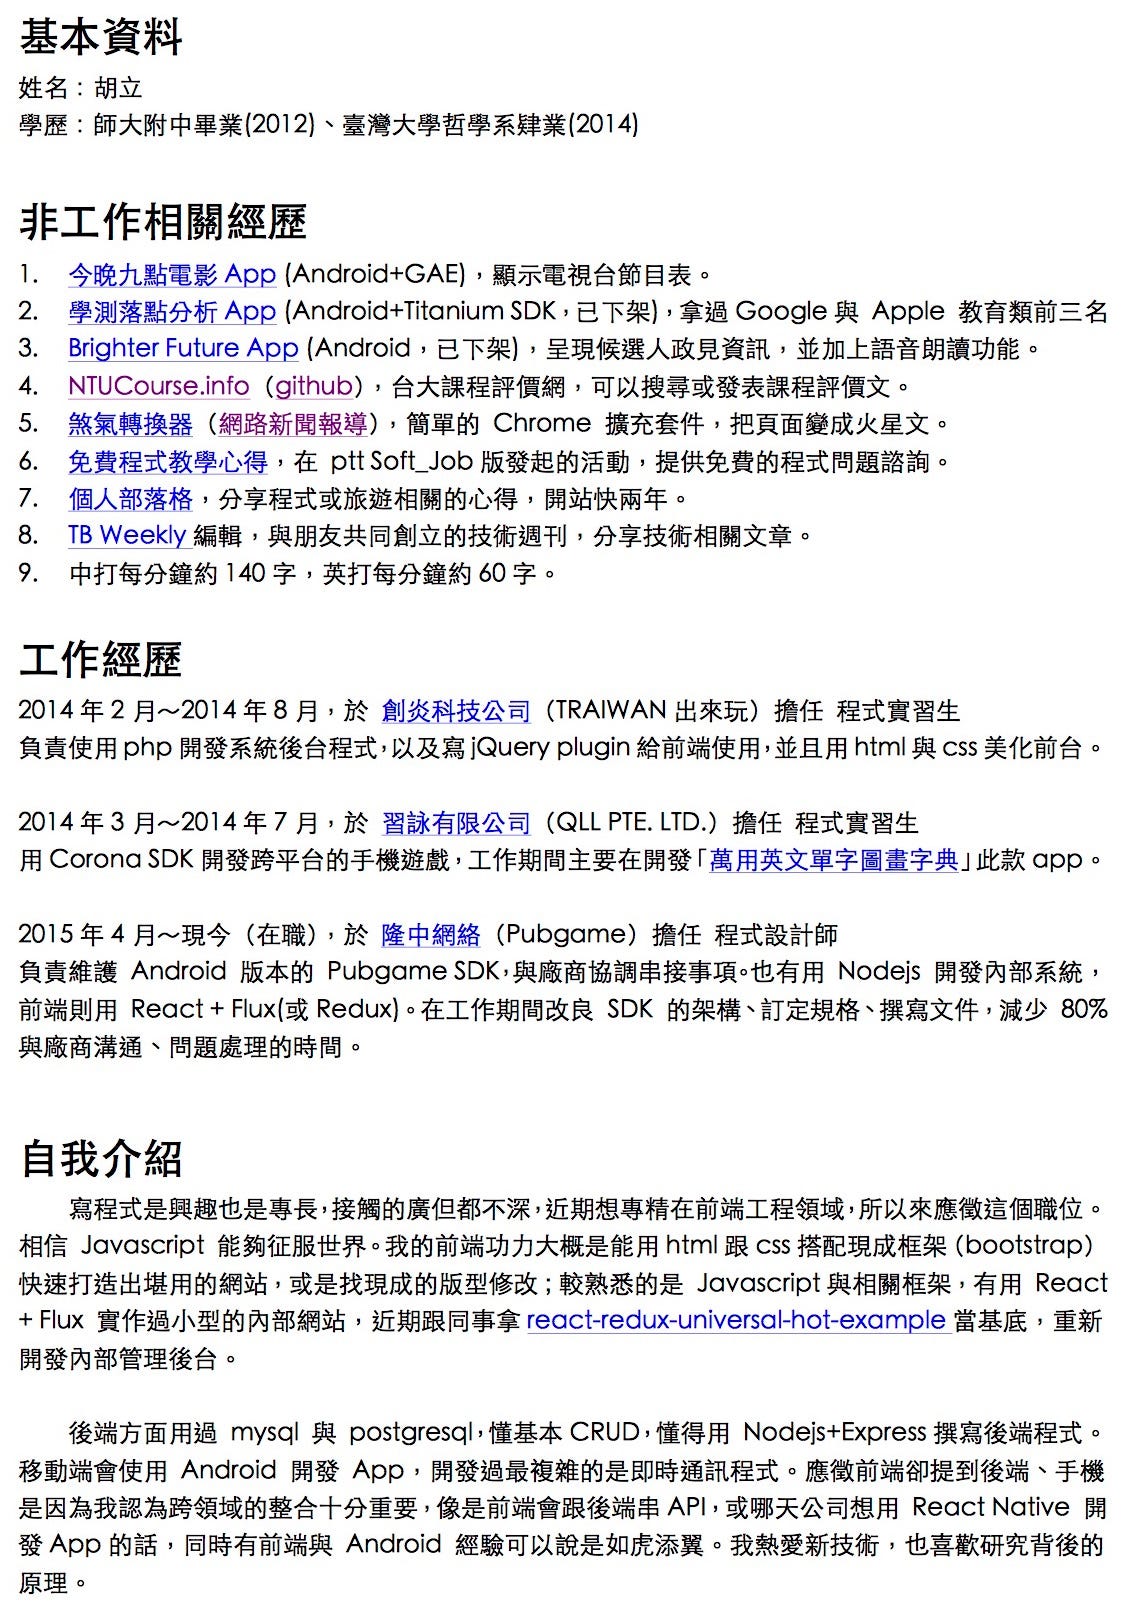 基本資料
姓名：胡立
學歷：師大附中畢業(2012)、臺灣大學哲學系肄業(2014)
非工作相關經歷
1. 今晚九點電影 App (Android+GAE)，顯示電視台節目表。
2. 學測落點分析 App (Android+Titanium SDK，已下架)，拿過 Google 與 Apple 教育類前三名
3. Brighter Future App (Android，已下架)，呈現候選人政見資訊，並加上語音朗讀功能。
4. NTUCourse.info（github），台大課程評價網，可以搜尋或發表課程評價文。
5. 煞氣轉換器（網路新聞報導），簡單的 Chrome 擴充套件，把頁面變成火星文。
6. 免費程式教學心得，在 ptt Soft_Job 版發起的活動，提供免費的程式問題諮詢。
7. 個人部落格，分享程式或旅遊相關的心得，開站快兩年。
8. TB Weekly 編輯，與朋友共同創立的技術週刊，分享技術相關文章。
9. 中打每分鐘約 140 字，英打每分鐘約 60 字。
工作經歷
2014 年 2 月～2014 年 8 月，於 創炎科技公司（TRAIWAN 出來玩）擔任 程式實習生
負責使用 php 開發系統後台程式，以及寫 jQuery plugin 給前端使用，並且用 html 與 css 美化前台。
2014 年 3 月～2014 年 7 月，於 習詠有限公司（QLL PTE. LTD.）擔任 程式實習生
用 Corona SDK 開發跨平台的手機遊戲，工作期間主要在開發「萬用英文單字圖畫字典」此款 app。
2015 年 4 月～現今（在職），於 隆中網絡（Pubgame）擔任 程式設計師
負責維護 Android 版本的 Pubgame SDK，與廠商協調串接事項。也有用 Nodejs 開發內部系統，
前端則用 React + Flux(或 Redux)。在工作期間改良 SDK 的架構、訂定規格、撰寫文件，減少 80%
與廠商溝通、問題處理的時間。
自我介紹
寫程式是興趣也是專長，接觸的廣但都不深，近期想專精在前端工程領域，所以來應徵這個職位。
相信 Javascript 能夠征服世界。我的前端功力大概是能用 html 跟 css 搭配現成框架（bootstrap）
快速打造出堪用的網站，或是找現成的版型修改；較熟悉的是 Javascript 與相關框架，有用 React
+ Flux 實作過小型的內部網站，近期跟同事拿 react-redux-universal-hot-example 當基底，重新
開發內部管理後台。
後端方面用過 mysql 與 postgresql，懂基本 CRUD，懂得用 Nodejs+Express 撰寫後端程式。
移動端會使用 Android 開發 App，開發過最複雜的是即時通訊程式。應徵前端卻提到後端、手機
是因為我認為跨領域的整合十分重要，像是前端會跟後端串 API，或哪天公司想用 React Native 開
發 App 的話，同時有前端與 Android 經驗可以說是如虎添翼。我熱愛新技術，也喜歡研究背後的
原理。